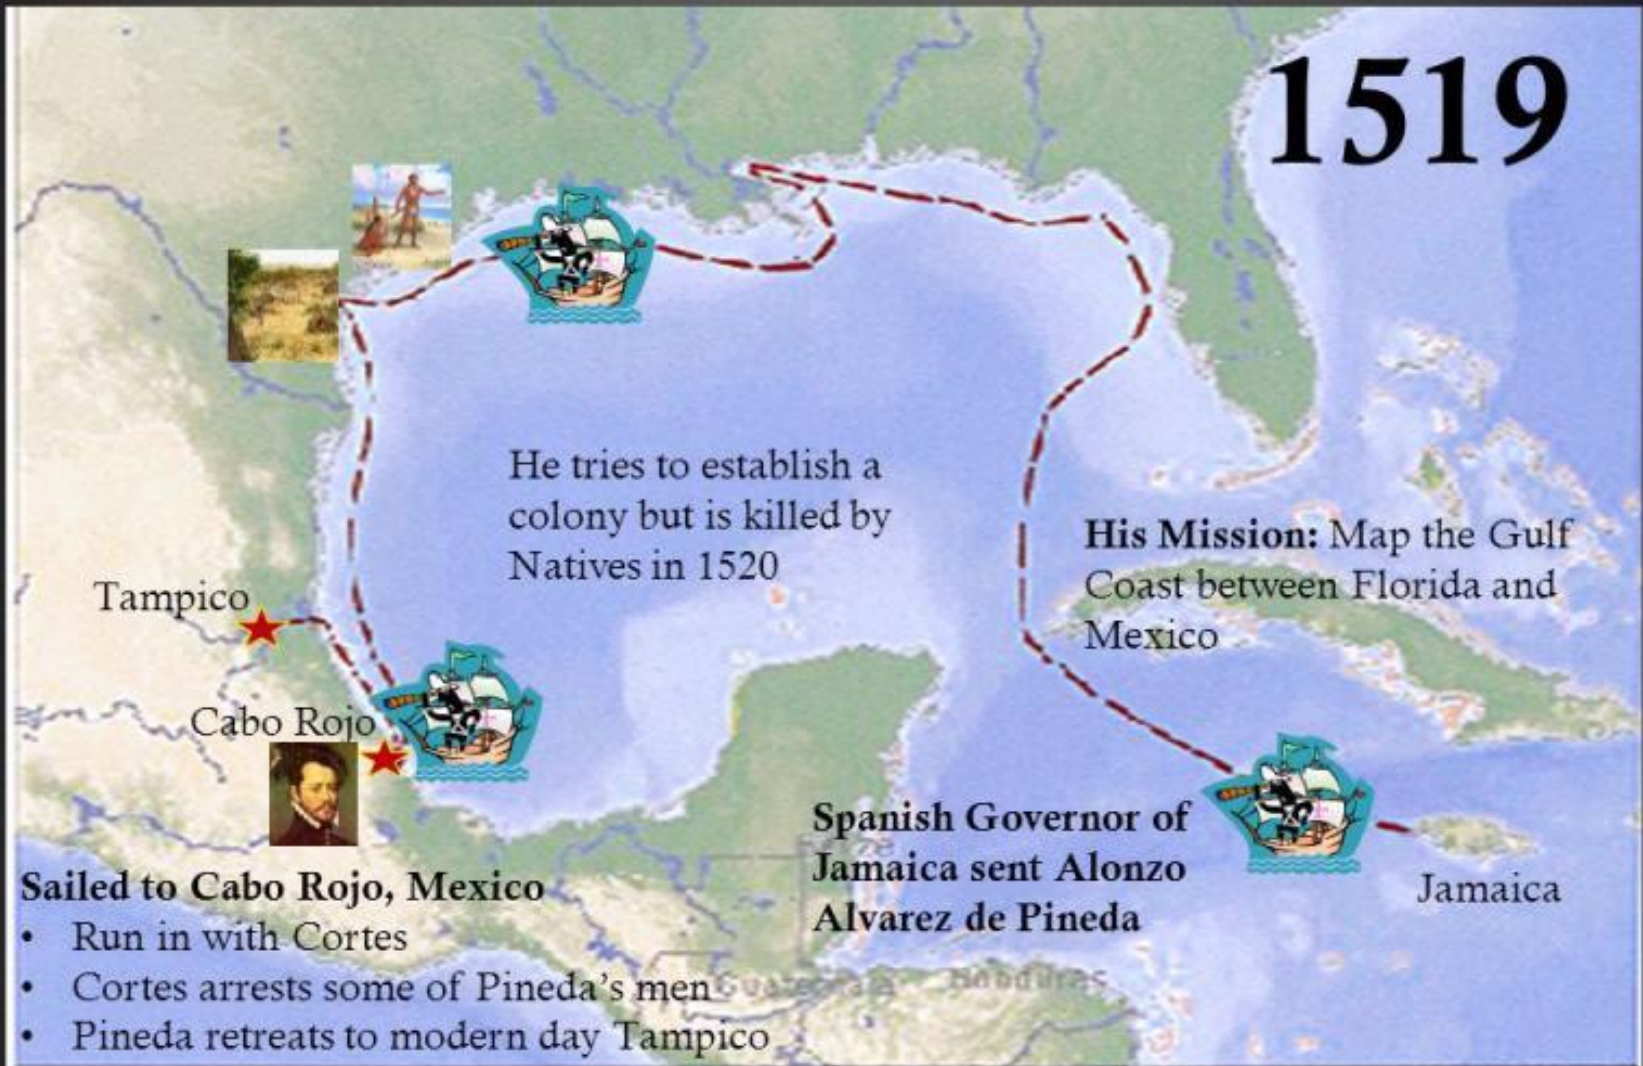 1519
He tries to establish a
colony but is killed by
Natives in 1520
His Mission: Map the Gulf
Coast between Florida and
Mexico
Tampico
Cabo Rojo
Spanish Governor of
Jamaica sent Alonzo
Alvarez de Pineda
Jamaica
Sailed to Cabo Rojo, Mexico
• Run in with Cortes
• Cortes arrests some of Pineda's men
• Pineda retreats to modern day Tampico
Guatemala
Honduras